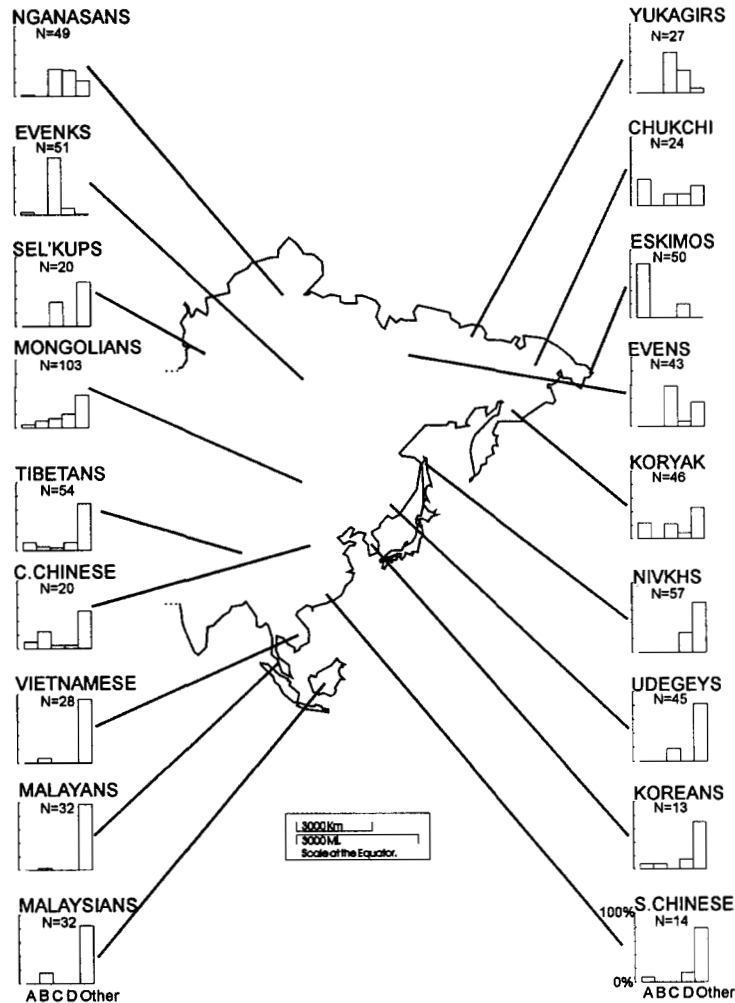 NGANASANS
N=49
EVENKS
N=51
SEL'KUPS
N=20
MONGOLIANS
N=103
TIBETANS
N=54
C.CHINESE
N=20
VIETNAMESE
N=28
MALAYANS
N=32
MALAYSIANS
N=32
A B C D Other
YUKAGIRS
N=27
CHUKCHI
N=24
ESKIMOS
N=50
EVENS
N=43
KORYAK
N=46
NIVKHS
N=57
UDEGEYS
N=45
KOREANS
N=13
S.CHINESE
N=14
100%
0%
A B C D Other
3000 Km
3000 Mi.
Scale at the Equator.